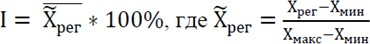 I = X̃рег * 100%, где X̃рег = (Xрег−Xмин)/(Xмакс−Xмин)